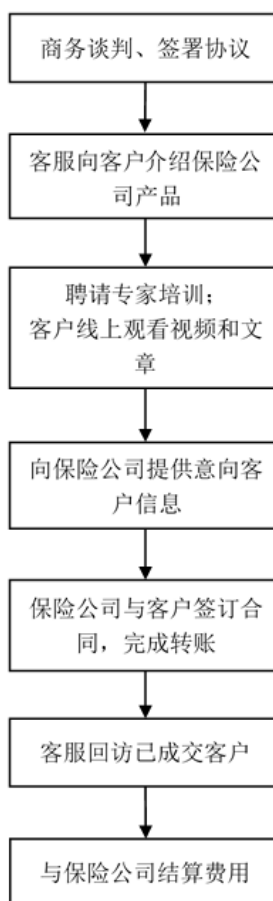 商务谈判、签署协议
客服向客户介绍保险公
司产品
聘请专家培训；
客户线上观看视频和文
章
向保险公司提供意向客
户信息
保险公司与客户签订合
同，完成转账
客服回访已成交客户
与保险公司结算费用